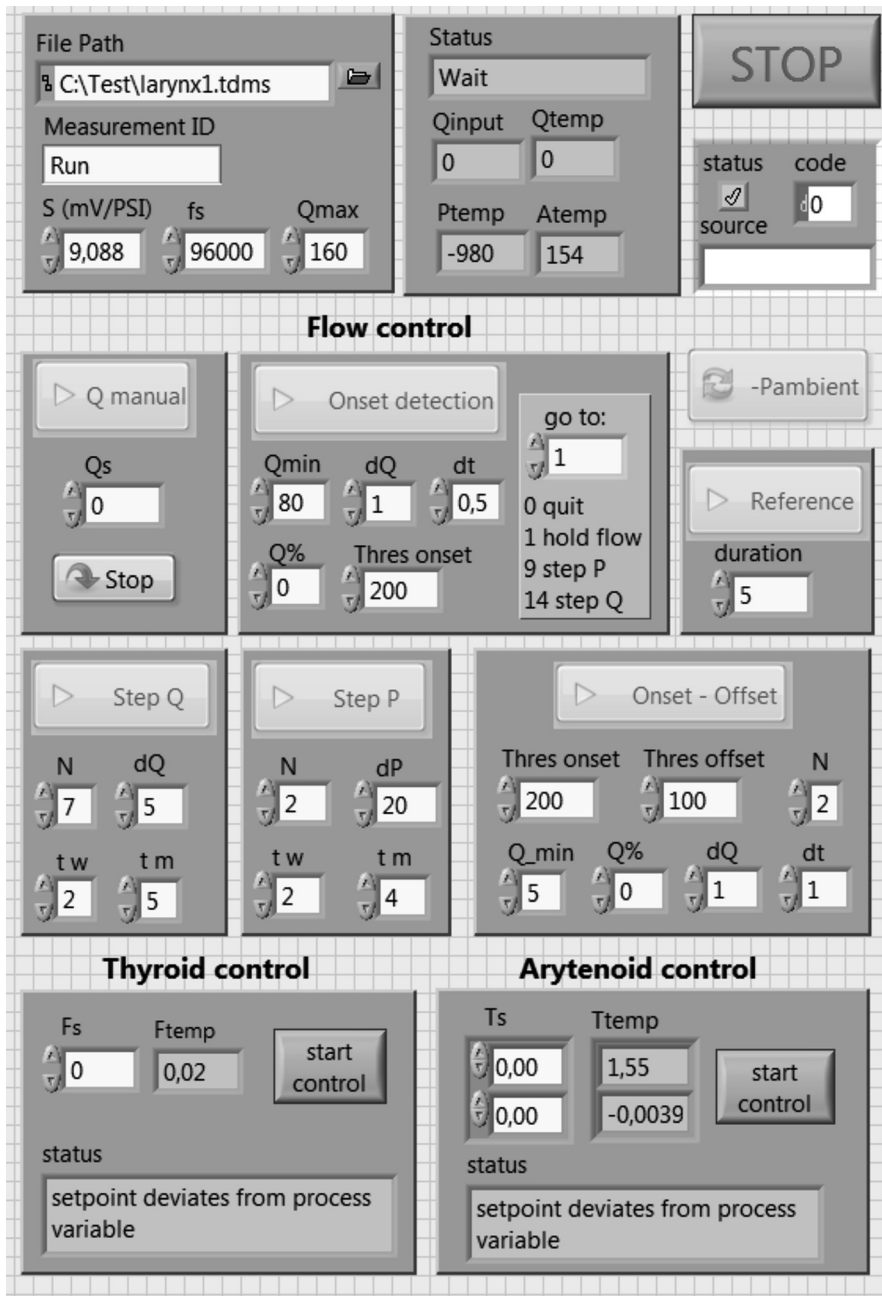 File Path
C:\Test\larynx1.tdms
Measurement ID
Run
S (mV/PSI) fs Qmax
9,088 96000 160
Status
Wait
Qinput Qtemp
0 0
Ptemp Atemp
-980 154
STOP
status code
d0
source
Flow control
Q manual
Qs
0
Stop
Onset detection
Qmin dQ dt
80 1 0,5
Q% Thres onset
0 200
go to:
1
0 quit
1 hold flow
9 step P
14 step Q
-Pambient
Reference
duration
5
Step Q
N dQ
7 5
t w t m
2 5
Step P
N dP
2 20
t w t m
2 4
Onset - Offset
Thres onset Thres offset N
200 100 2
Q_min Q% dQ dt
5 0 1 1
Thyroid control
Fs Ftemp
0 0,02
start
control
status
setpoint deviates from process
variable
Arytenoid control
Ts Ttemp
0,00 1,55
0,00 -0,0039
start
control
status
setpoint deviates from process
variable